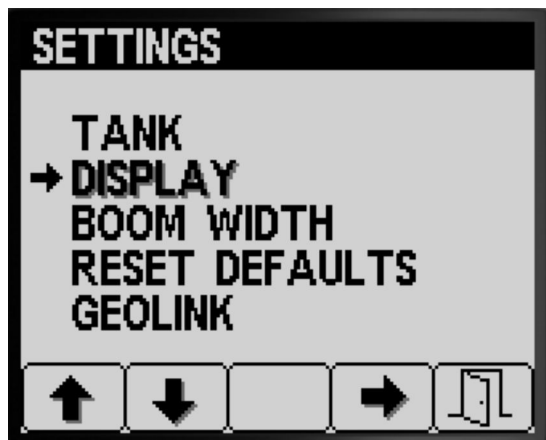 SETTINGS
TANK
DISPLAY
BOOM WIDTH
RESET DEFAULTS
GEOLINK